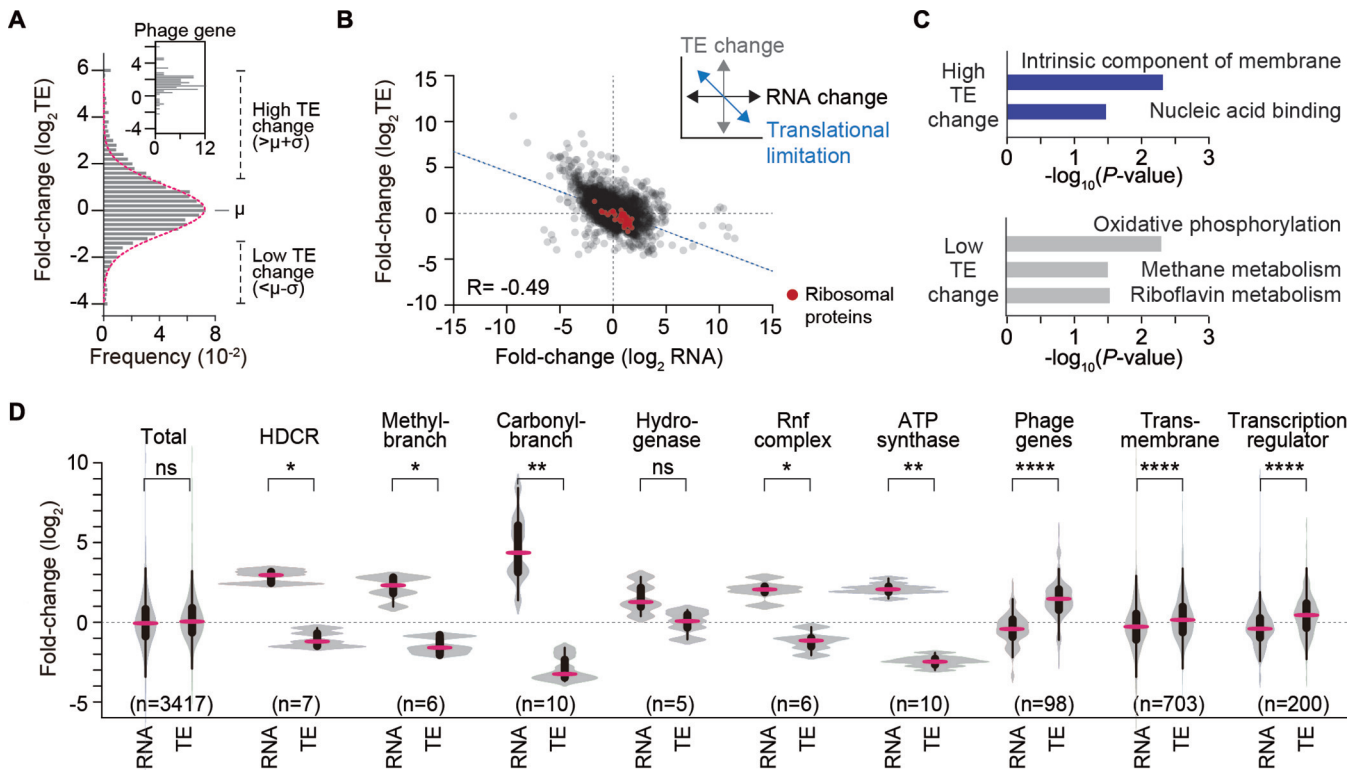 A
Phage gene
6
4
2
0
-2
-4
0 6 12
Fold-change (log2TE)
6
4
2
0
-2
-4
High TE
change
(>μ+σ)
μ
Low TE
change
(<μ-σ)
0 4 8
Frequency (10-2)
B
TE change
RNA change
Translational
limitation
Fold-change (log2TE)
15
10
5
0
-5
-10
R= -0.49
Ribosomal
proteins
-15 -10 -5 0 5 10 15
Fold-change (log2 RNA)
C
High
TE
change
Intrinsic component of membrane
Nucleic acid binding
0 1 2 3
-log10(P-value)
Low
TE
change
Oxidative phosphorylation
Methane metabolism
Riboflavin metabolism
0 1 2 3
-log10(P-value)
D
Total
HDCR
Methyl-
branch
Carbonyl-
branch
Hydro-
genase
Rnf
complex
ATP
synthase
Phage
genes
Trans-
membrane
Transcription
regulator
ns * * ** ns * ** **** **** ****
Fold-change (log2)
10
5
0
-5
(n=3417) (n=7) (n=6) (n=10) (n=5) (n=6) (n=10) (n=98) (n=703) (n=200)
RNA TE RNA TE RNA TE RNA TE RNA TE RNA TE RNA TE RNA TE RNA TE RNA TE